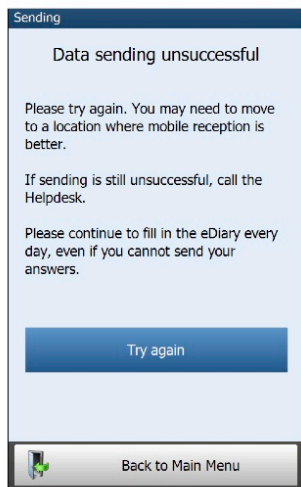 Sending
Data sending unsuccessful
Please try again. You may need to move
to a location where mobile reception is
better.
If sending is still unsuccessful, call the
Helpdesk.
Please continue to fill in the eDiary every
day, even if you cannot send your
answers.
Try again
Back to Main Menu